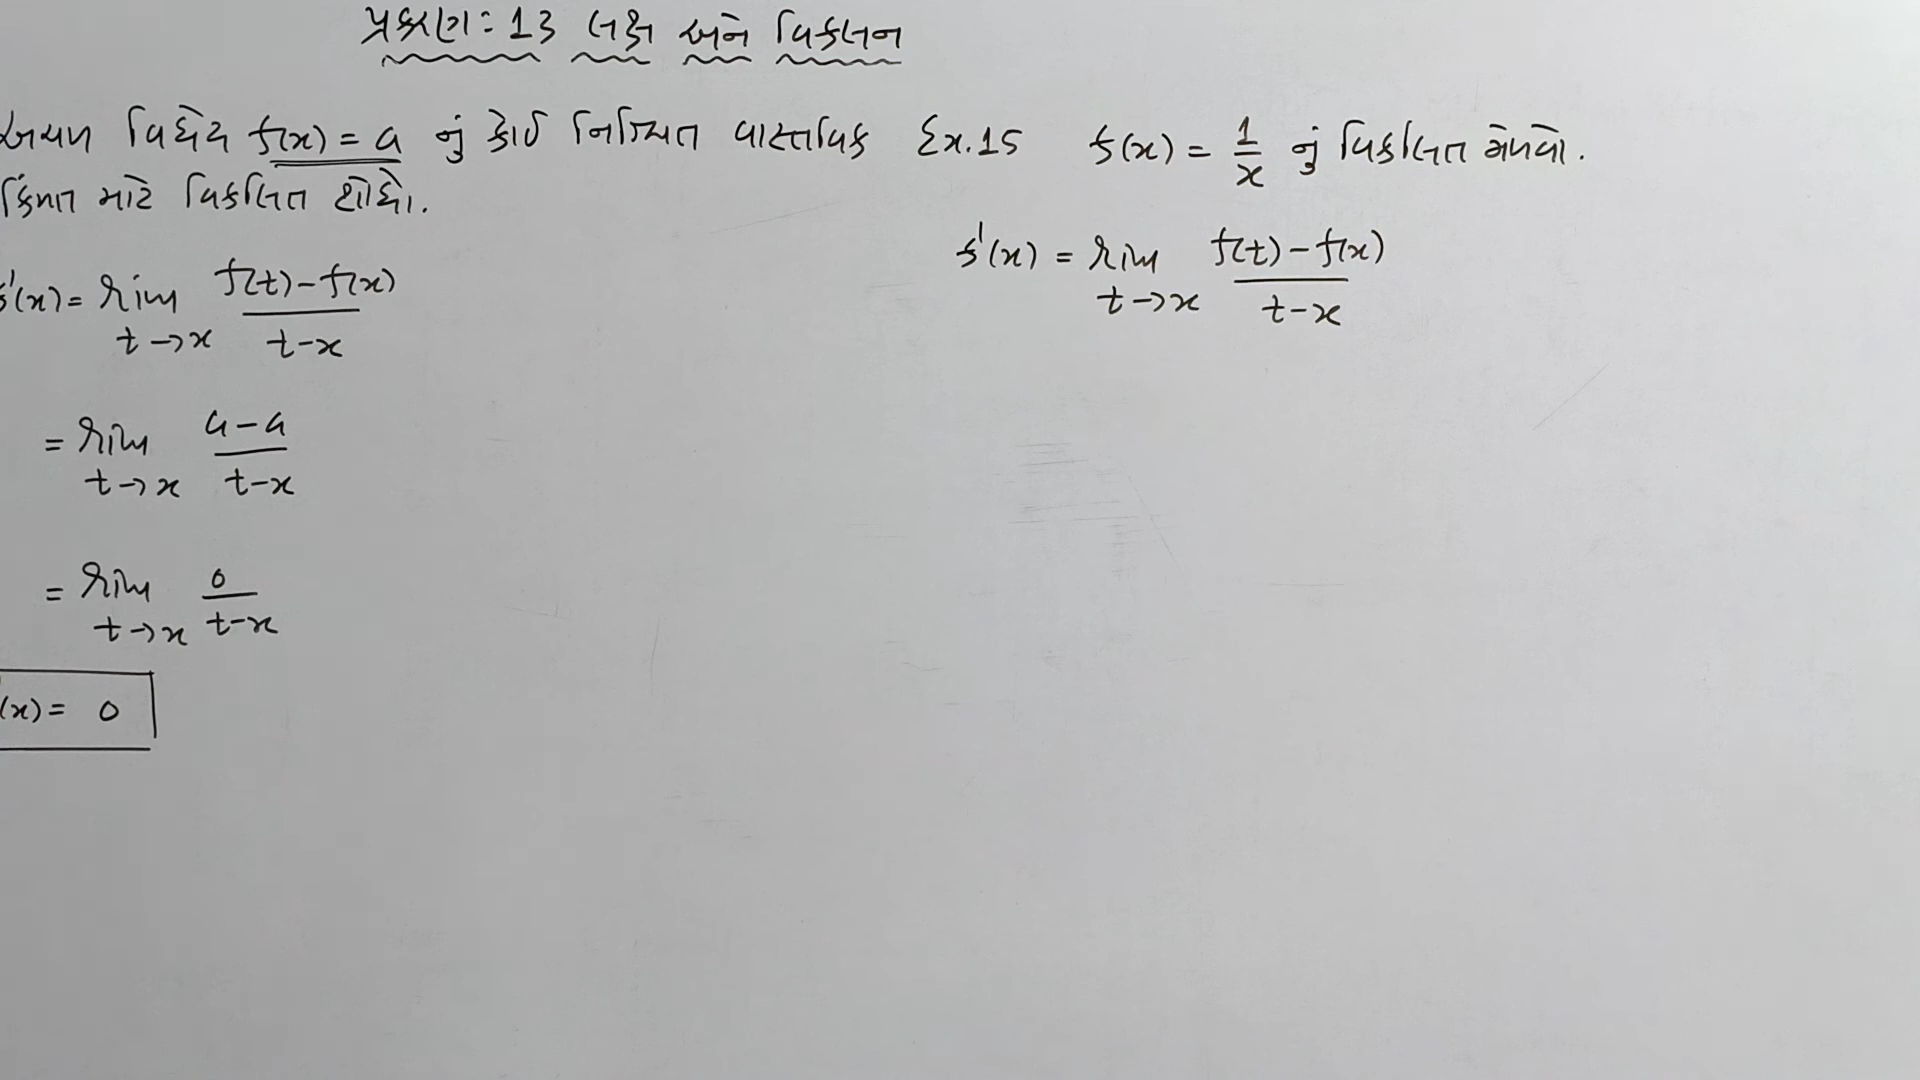 પ્રકરણ: 13 લક્ષ અને વિકલન
અચળ વિધેય f(x) = a નું કોઈ નિશ્ચિત વાસ્તવિક
કિંમત માટે વિકલિત શોધો.
f'(x) = lim f(t)-f(x)
t→x t-x
= lim a-a
t→x t-x
= lim 0
t→x t-x
(x) = 0
Ex.15 f(x) = 1/x નું વિકલિત મેળવો.
f'(x) = lim f(t)-f(x)
t→x t-x